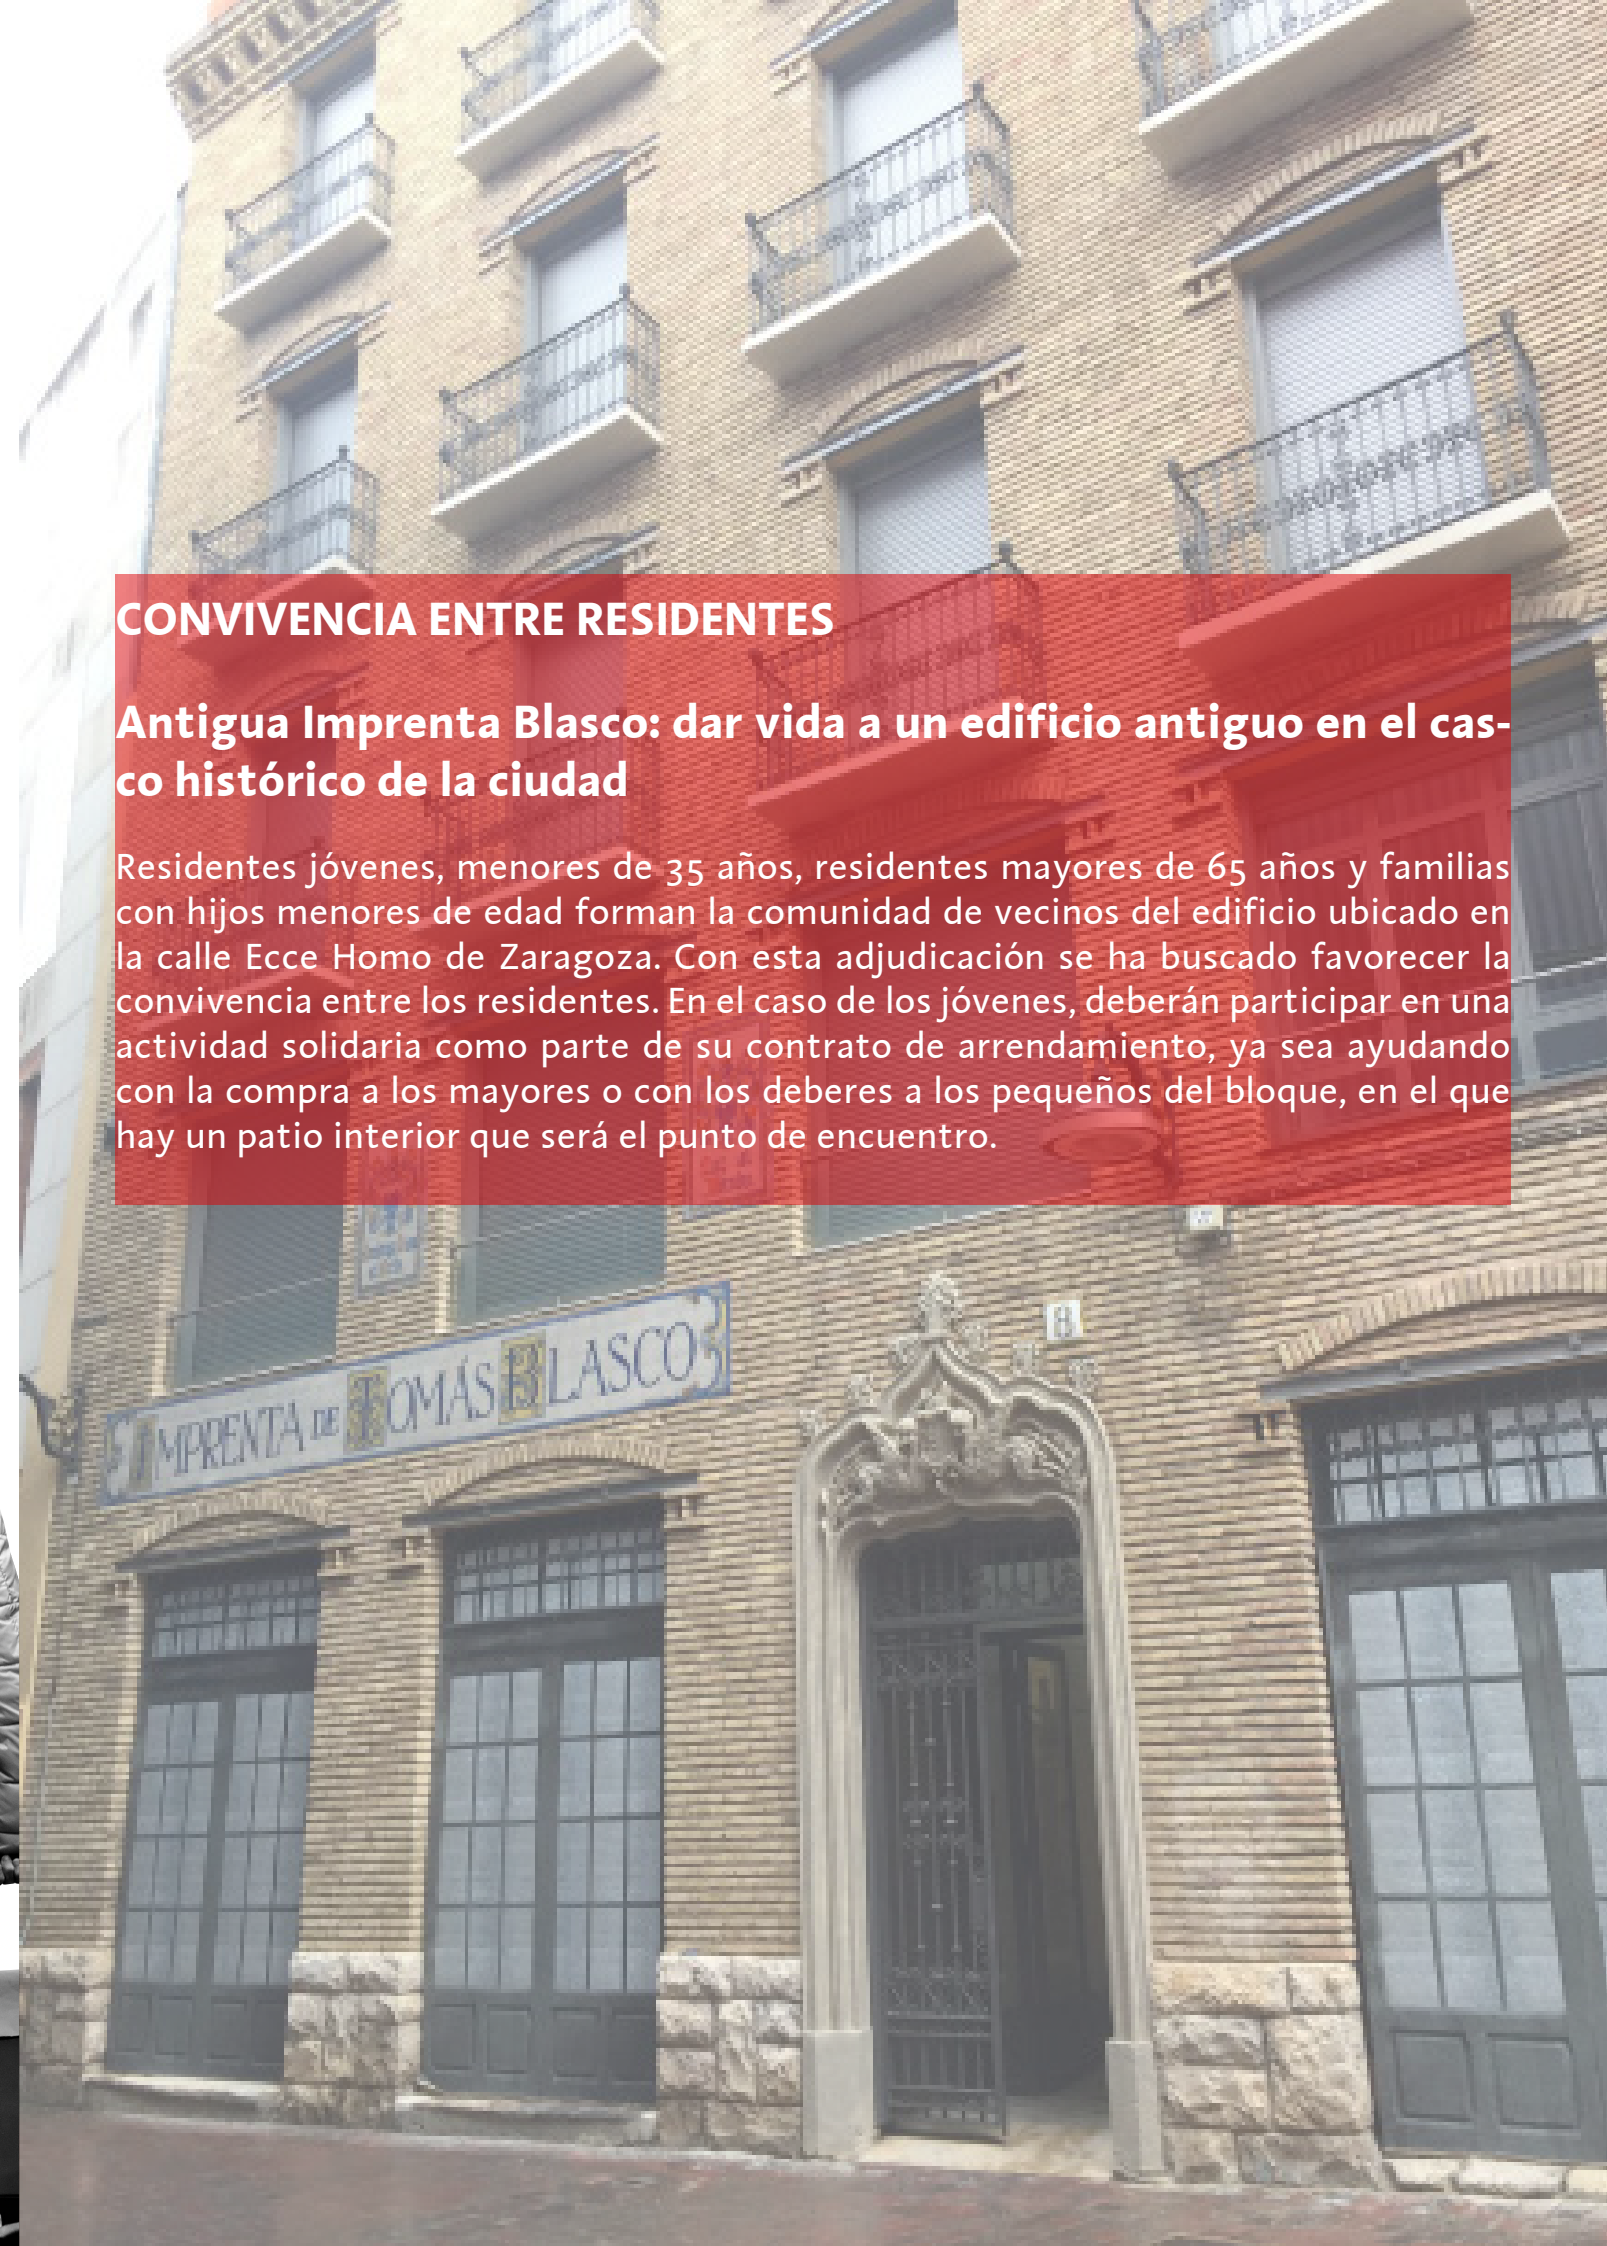 CONVIVENCIA ENTRE RESIDENTES
Antigua Imprenta Blasco: dar vida a un edificio antiguo en el cas-
co histórico de la ciudad
Residentes jóvenes, menores de 35 años, residentes mayores de 65 años y familias
con hijos menores de edad forman la comunidad de vecinos del edificio ubicado en
la calle Ecce Homo de Zaragoza. Con esta adjudicación se ha buscado favorecer la
convivencia entre los residentes. En el caso de los jóvenes, deberán participar en una
actividad solidaria como parte de su contrato de arrendamiento, ya sea ayudando
con la compra a los mayores o con los deberes a los pequeños del bloque, en el que
hay un patio interior que será el punto de encuentro.
IMPRENTA DE TOMÁS BLASCO